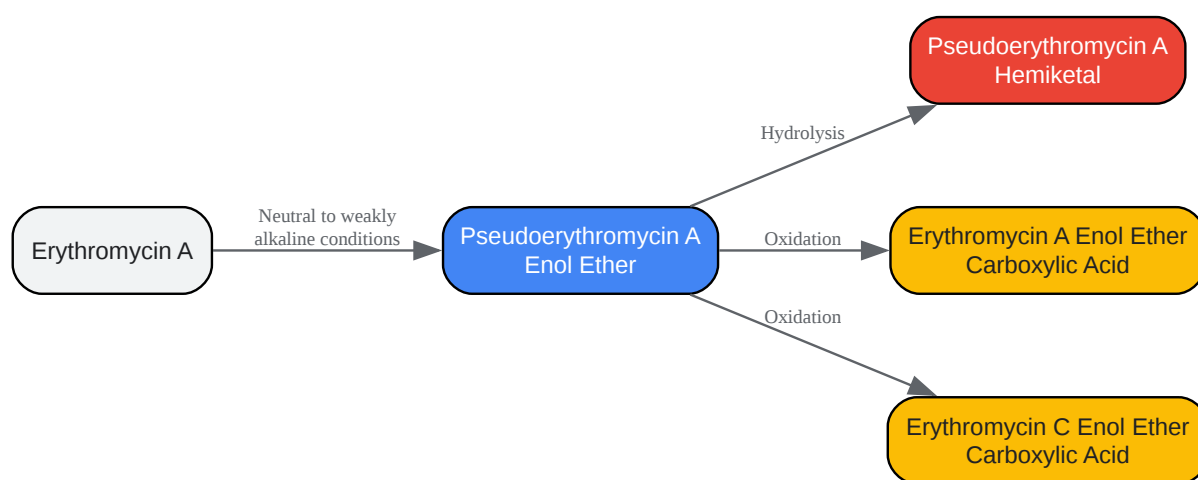 Pseudoerythromycin A
Hemiketal
Hydrolysis
Neutral to weakly
alkaline conditions
Erythromycin A
Pseudoerythromycin A
Enol Ether
Oxidation
Erythromycin A Enol Ether
Carboxylic Acid
Oxidation
Erythromycin C Enol Ether
Carboxylic Acid